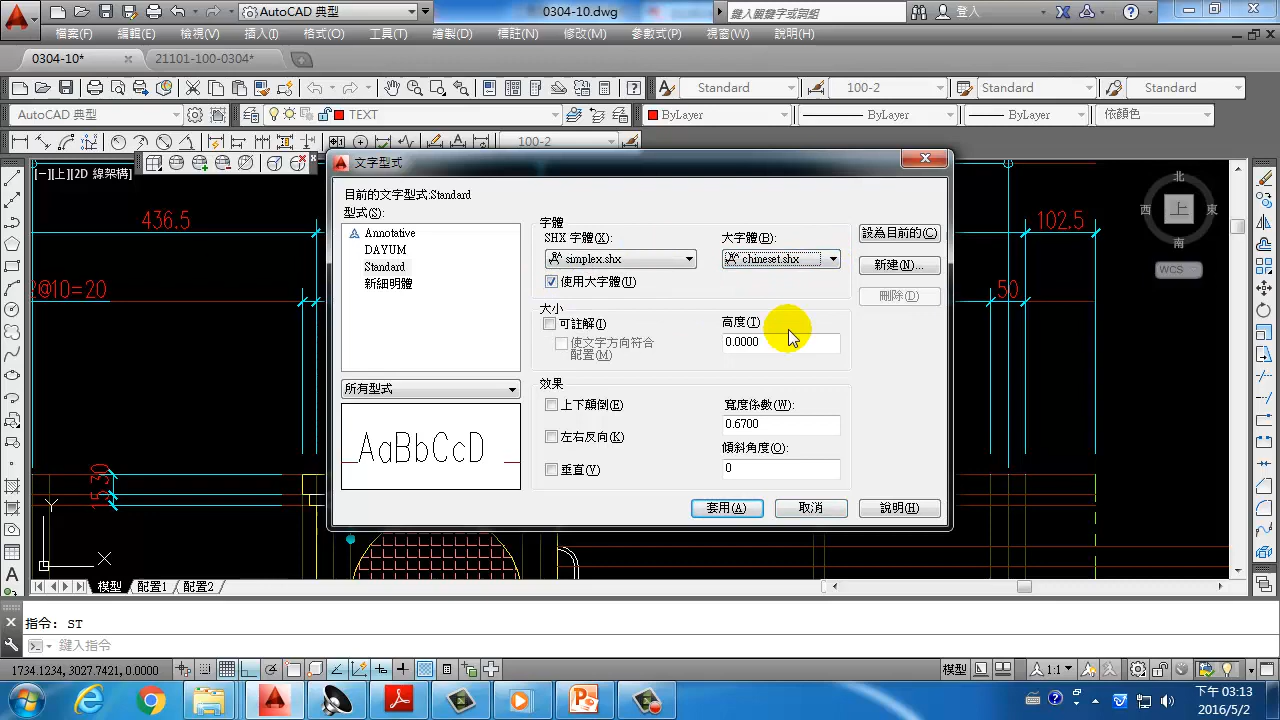 AutoCAD 典型
0304-10.dwg
鍵入關鍵字或詞組
登入
檔案(F) 編輯(E) 檢視(V) 插入(I) 格式(O) 工具(T) 繪製(D) 標註(N) 修改(M) 參數式(P) 視窗(W) 說明(H)
0304-10*
21101-100-0304*
Standard
100-2
Standard
Standard
AutoCAD 典型
TEXT
ByLayer
ByLayer
ByLayer
依顏色
100-2
[−][上][2D 線架構]
436.5
2@10=20
15
30
102.5
50
北
西
上
東
南
WCS
文字型式
目前的文字型式:Standard
型式(S):
Annotative
DAYUM
Standard
新細明體
所有型式
AaBbCcD
字體
SHX 字體(X):
simplex.shx
使用大字體(U)
大字體(B):
chineset.shx
大小
可註解(I)
使文字方向符合
配置(M)
高度(T)
0.0000
效果
上下顛倒(E)
左右反向(K)
垂直(V)
寬度係數(W):
0.6700
傾斜角度(O):
0
設為目前的(C)
新建(N)...
刪除(D)
套用(A)
取消
說明(H)
Y
X
模型
配置1
配置2
指令: ST
鍵入指令
1734.1234, 3027.7421, 0.0000
模型
1:1
下午 03:13
2016/5/2